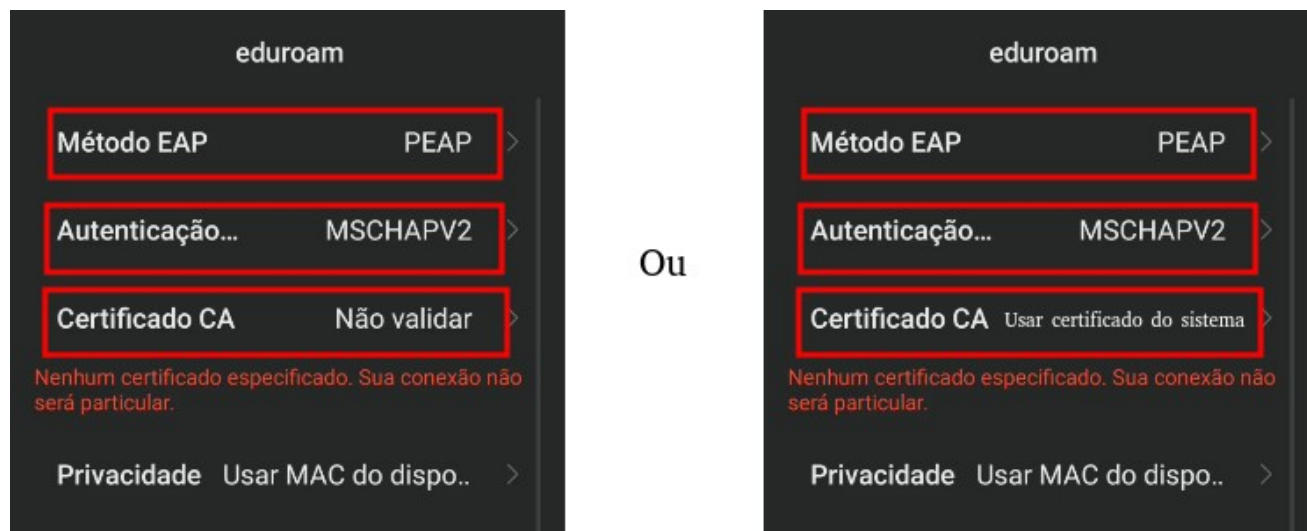 eduroam
Método EAP PEAP
Autenticação... MSCHAPV2
Certificado CA Não validar
Nenhum certificado especificado. Sua conexão não
será particular.
Privacidade Usar MAC do dispo..
Ou
eduroam
Método EAP PEAP
Autenticação... MSCHAPV2
Certificado CA Usar certificado do sistema
Nenhum certificado especificado. Sua conexão não
será particular.
Privacidade Usar MAC do dispo..